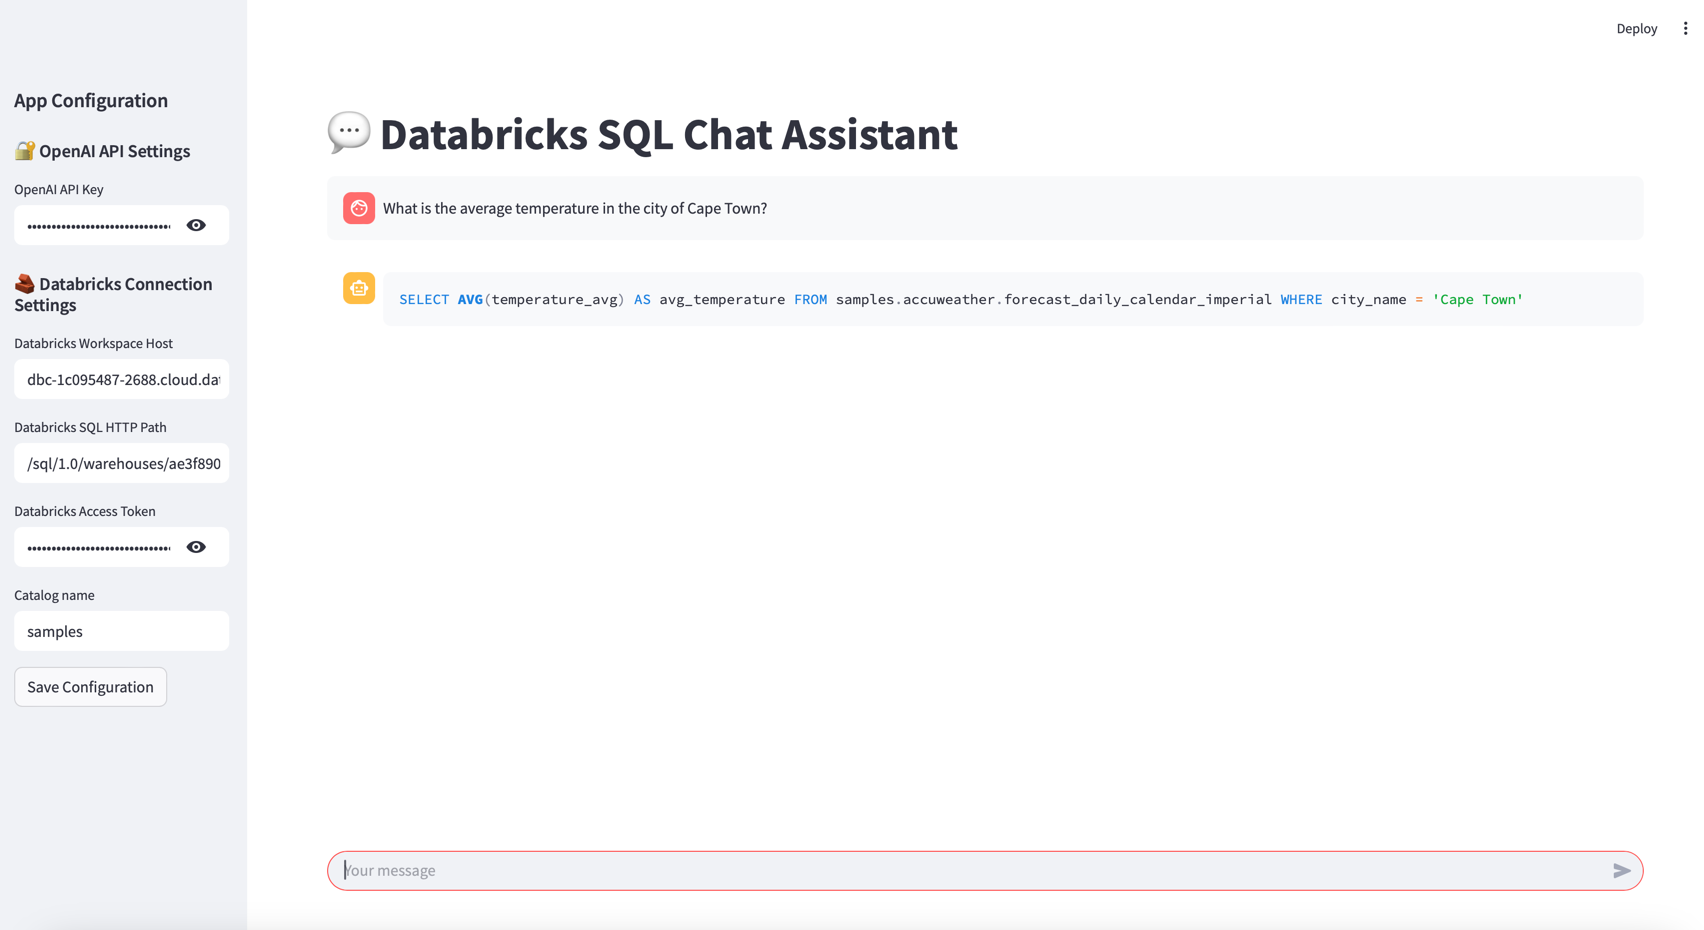 Deploy
App Configuration
OpenAI API Settings
OpenAI API Key
Databricks Connection
Settings
Databricks Workspace Host
dbc-1c095487-2688.cloud.da
Databricks SQL HTTP Path
/sql/1.0/warehouses/ae3f890
Databricks Access Token
Catalog name
samples
Save Configuration
Databricks SQL Chat Assistant
What is the average temperature in the city of Cape Town?
SELECT AVG(temperature_avg) AS avg_temperature FROM samples.accuweather.forecast_daily_calendar_imperial WHERE city_name = 'Cape Town'
Your message